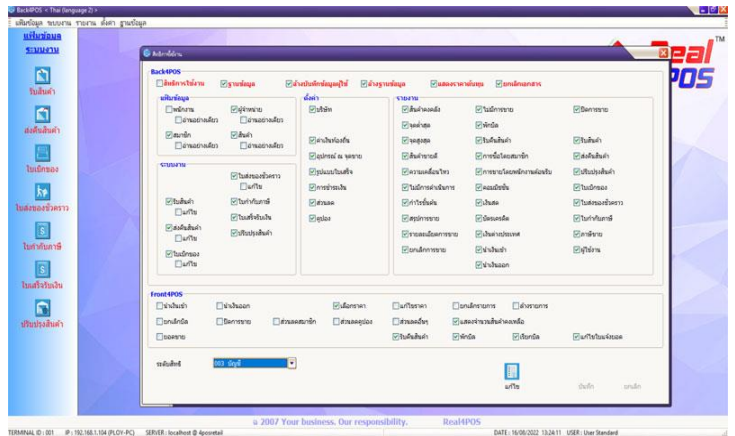 Back4POS < Thai (language 2) >
แฟ้มข้อมูล ระบบงาน รายงาน ตั้งค่า ฐานข้อมูล
แฟ้มข้อมูล
ระบบงาน
รับสินค้า
ส่งคืนสินค้า
ใบเบิกของ
ใบส่งของชั่วคราว
ใบกำกับภาษี
ใบเสร็จรับเงิน
ปรับปรุงสินค้า
Real TM
POS
สิทธิการใช้งาน
Back4POS
สิทธิการใช้งาน ฐานข้อมูล ล้างบันทึกข้อมูลผู้ใช้ ล้างฐานข้อมูล แสดงราคาต้นทุน ยกเลิกเอกสาร
แฟ้มข้อมูล
พนักงาน ผู้จำหน่าย
อ่านอย่างเดียว อ่านอย่างเดียว
สมาชิก สินค้า
อ่านอย่างเดียว อ่านอย่างเดียว
ระบบงาน
ใบส่งของชั่วคราว
แก้ไข
รับสินค้า ใบกำกับภาษี
แก้ไข ใบเสร็จรับเงิน
ส่งคืนสินค้า ปรับปรุงสินค้า
แก้ไข
ใบเบิกของ
แก้ไข
ตั้งค่า
บริษัท
ค่าเงินท้องถิ่น
อุปกรณ์ ณ จุดขาย
รูปแบบใบเสร็จ
การชำระเงิน
ส่วนลด
คูปอง
รายงาน
สินค้าคงคลัง ไม่มีการขาย ปิดการขาย
จุดต่ำสุด พักบิล
จุดสูงสุด รับคืนสินค้า รับสินค้า
สินค้าขายดี การซื้อโดยสมาชิก ส่งคืนสินค้า
ความเคลื่อนไหว การขายโดยพนักงานต้อนรับ ปรับปรุงสินค้า
ไม่มีการดำเนินการ คอมมิชชั่น ใบเบิกของ
กำไรขั้นต้น เงินสด ใบส่งของชั่วคราว
สรุปการขาย บัตรเครดิต ใบกำกับภาษี
รายละเอียดการขาย เงินต่างประเทศ ภาษีขาย
ยกเลิกการขาย นำเงินเข้า ผู้ใช้งาน
นำเงินออก
Front4POS
นำเงินเข้า นำเงินออก เลือกราคา แก้ไขราคา ยกเลิกรายการ ล้างรายการ
ยกเลิกบิล ปิดการขาย ส่วนลดสมาชิก ส่วนลดคูปอง ส่วนลดอื่นๆ แสดงจำนวนสินค้าคงเหลือ
ยอดขาย รับคืนสินค้า พักบิล เรียกบิล แก้ไขใบแจ้งยอด
ระดับสิทธิ 003 บัญชี
แก้ไข บันทึก ยกเลิก
2007 Your business. Our responsibility. Real4POS
TERMINAL ID : 001 IP : 192.168.1.104 (PLOY-PC) SERVER : localhost @ 4posretail DATE : 16/08/2022 13:24:11 USER : User Standard